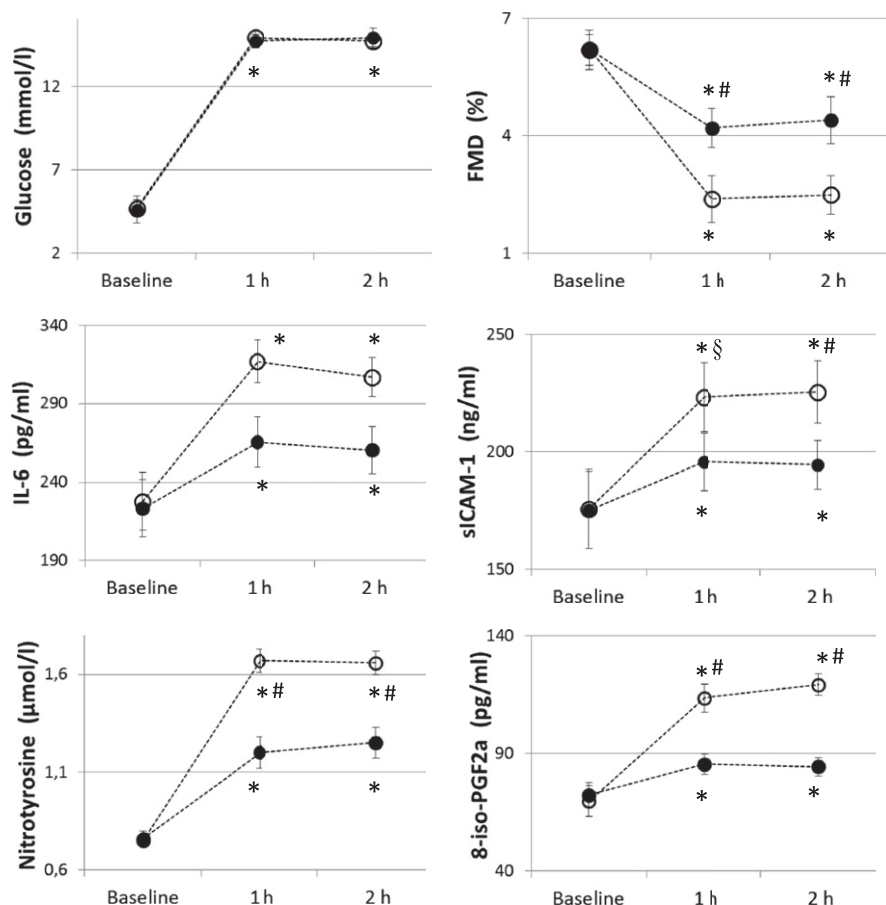 Glucose (mmol/l)
12
7
2
*
*
Baseline
1 h
2 h
FMD (%)
7
4
1
*#
*#
*
*
Baseline
1 h
2 h
IL-6 (pg/ml)
340
290
240
190
*
*
*
*
Baseline
1 h
2 h
sICAM-1 (ng/ml)
250
200
150
*§
*#
*
*
Baseline
1 h
2 h
Nitrotyrosine (μmol/l)
1,6
1,1
0,6
*#
*#
*
*
Baseline
1 h
2 h
8-iso-PGF2a (pg/ml)
140
90
40
*#
*#
*
*
Baseline
1 h
2 h